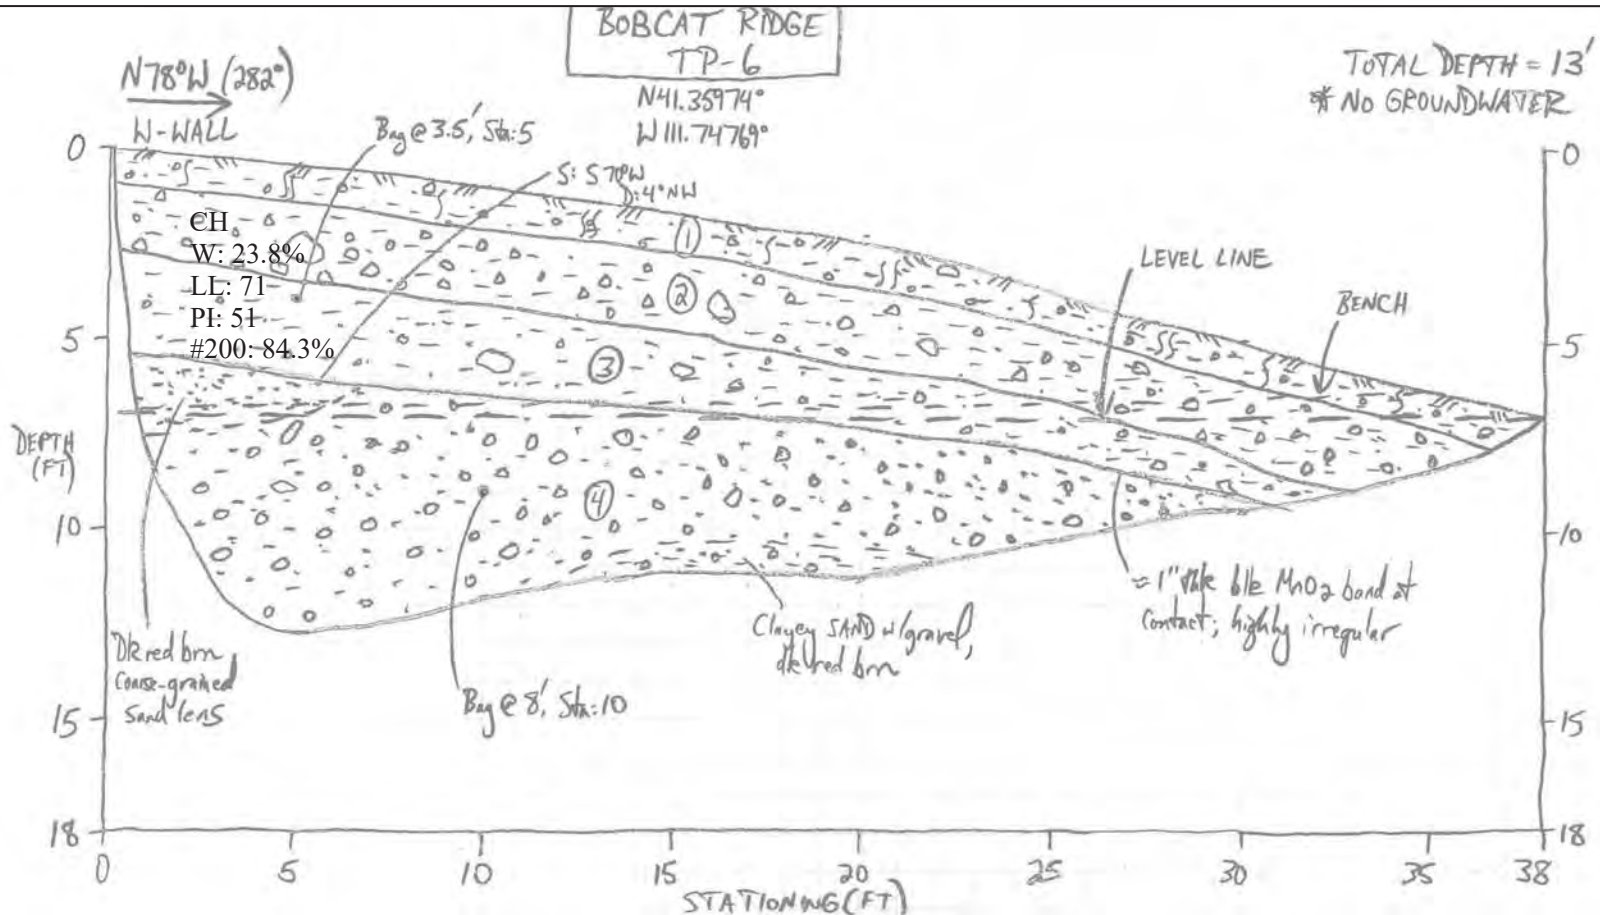 BOBCAT RIDGE
TP-6
N41.35974°
W111.74769°
N78°W (282°)
W-WALL
TOTAL DEPTH = 13'
* NO GROUNDWATER
Bag @ 3.5', Sta:5
S: S70°W
D: 4° NW
CH
W: 23.8%
LL: 71
PI: 51
#200: 84.3%
LEVEL LINE
BENCH
1
2
3
4
DEPTH
(FT)
0
5
10
15
18
0
5
10
15
18
Dk red brn
Coarse-grained
Sand lens
Bag @ 8', Sta:10
Clayey SAND w/gravel,
dk red brn
≈ 1" blk MnO2 band at
Contact; highly irregular
0 5 10 15 20 25 30 35 38
STATIONING (FT)